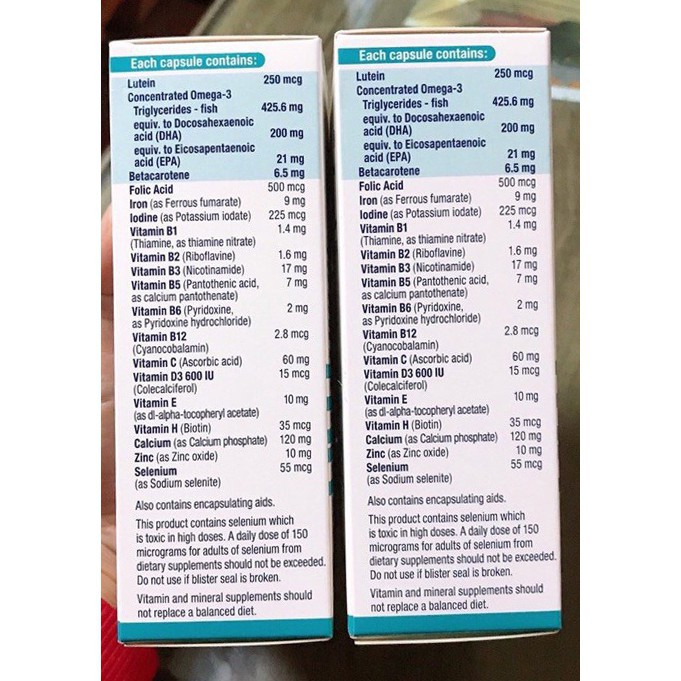 Each capsule contains:
Lutein 250 mcg
Concentrated Omega-3
Triglycerides - fish 425.6 mg
equiv. to Docosahexaenoic
acid (DHA) 200 mg
equiv. to Eicosapentaenoic
acid (EPA) 21 mg
Betacarotene 6.5 mg
Folic Acid 500 mcg
Iron (as Ferrous fumarate) 9 mg
Iodine (as Potassium iodate) 225 mcg
Vitamin B1 1.4 mg
(Thiamine, as thiamine nitrate)
Vitamin B2 (Riboflavine) 1.6 mg
Vitamin B3 (Nicotinamide) 17 mg
Vitamin B5 (Pantothenic acid, 7 mg
as calcium pantothenate)
Vitamin B6 (Pyridoxine, 2 mg
as Pyridoxine hydrochloride)
Vitamin B12 2.8 mcg
(Cyanocobalamin)
Vitamin C (Ascorbic acid) 60 mg
Vitamin D3 600 IU 15 mcg
(Colecalciferol)
Vitamin E 10 mg
(as dl-alpha-tocopheryl acetate)
Vitamin H (Biotin) 35 mcg
Calcium (as Calcium phosphate) 120 mg
Zinc (as Zinc oxide) 10 mg
Selenium 55 mcg
(as Sodium selenite)
Also contains encapsulating aids.
This product contains selenium which
is toxic in high doses. A daily dose of 150
micrograms for adults of selenium from
dietary supplements should not be exceeded.
Do not use if blister seal is broken.
Vitamin and mineral supplements should
not replace a balanced diet.
Each capsule contains:
Lutein 250 mcg
Concentrated Omega-3
Triglycerides - fish 425.6 mg
equiv. to Docosahexaenoic
acid (DHA) 200 mg
equiv. to Eicosapentaenoic
acid (EPA) 21 mg
Betacarotene 6.5 mg
Folic Acid 500 mcg
Iron (as Ferrous fumarate) 9 mg
Iodine (as Potassium iodate) 225 mcg
Vitamin B1 1.4 mg
(Thiamine, as thiamine nitrate)
Vitamin B2 (Riboflavine) 1.6 mg
Vitamin B3 (Nicotinamide) 17 mg
Vitamin B5 (Pantothenic acid, 7 mg
as calcium pantothenate)
Vitamin B6 (Pyridoxine, 2 mg
as Pyridoxine hydrochloride)
Vitamin B12 2.8 mcg
(Cyanocobalamin)
Vitamin C (Ascorbic acid) 60 mg
Vitamin D3 600 IU 15 mcg
(Colecalciferol)
Vitamin E 10 mg
(as dl-alpha-tocopheryl acetate)
Vitamin H (Biotin) 35 mcg
Calcium (as Calcium phosphate) 120 mg
Zinc (as Zinc oxide) 10 mg
Selenium 55 mcg
(as Sodium selenite)
Also contains encapsulating aids.
This product contains selenium which
is toxic in high doses. A daily dose of 150
micrograms for adults of selenium from
dietary supplements should not be exceeded.
Do not use if blister seal is broken.
Vitamin and mineral supplements should
not replace a balanced diet.